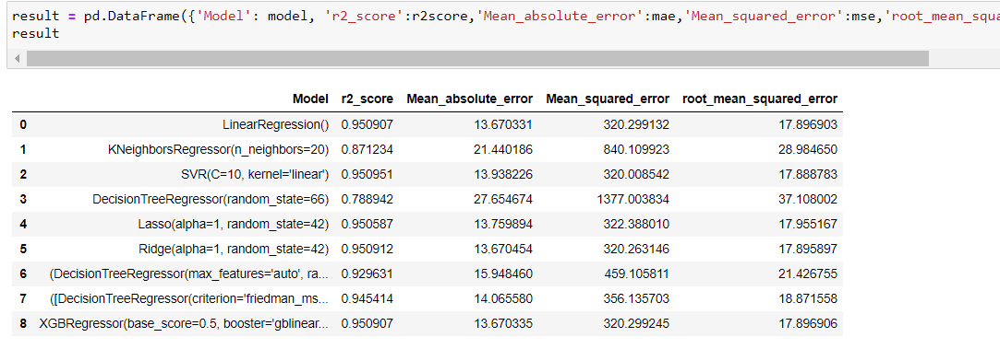 result = pd.DataFrame({'Model': model, 'r2_score':r2score,'Mean_absolute_error':mae,'Mean_squared_error':mse,'root_mean_squa
result
Model r2_score Mean_absolute_error Mean_squared_error root_mean_squared_error
0 LinearRegression() 0.950907 13.670331 320.299132 17.896903
1 KNeighborsRegressor(n_neighbors=20) 0.871234 21.440186 840.109923 28.984650
2 SVR(C=10, kernel='linear') 0.950951 13.938226 320.008542 17.888783
3 DecisionTreeRegressor(random_state=66) 0.788942 27.654674 1377.003834 37.108002
4 Lasso(alpha=1, random_state=42) 0.950587 13.759894 322.388010 17.955167
5 Ridge(alpha=1, random_state=42) 0.950912 13.670454 320.263146 17.895897
6 (DecisionTreeRegressor(max_features='auto', ra... 0.929631 15.948460 459.105811 21.426755
7 ([DecisionTreeRegressor(criterion='friedman_ms... 0.945414 14.065580 356.135703 18.871558
8 XGBRegressor(base_score=0.5, booster='gblinear... 0.950907 13.670335 320.299245 17.896906